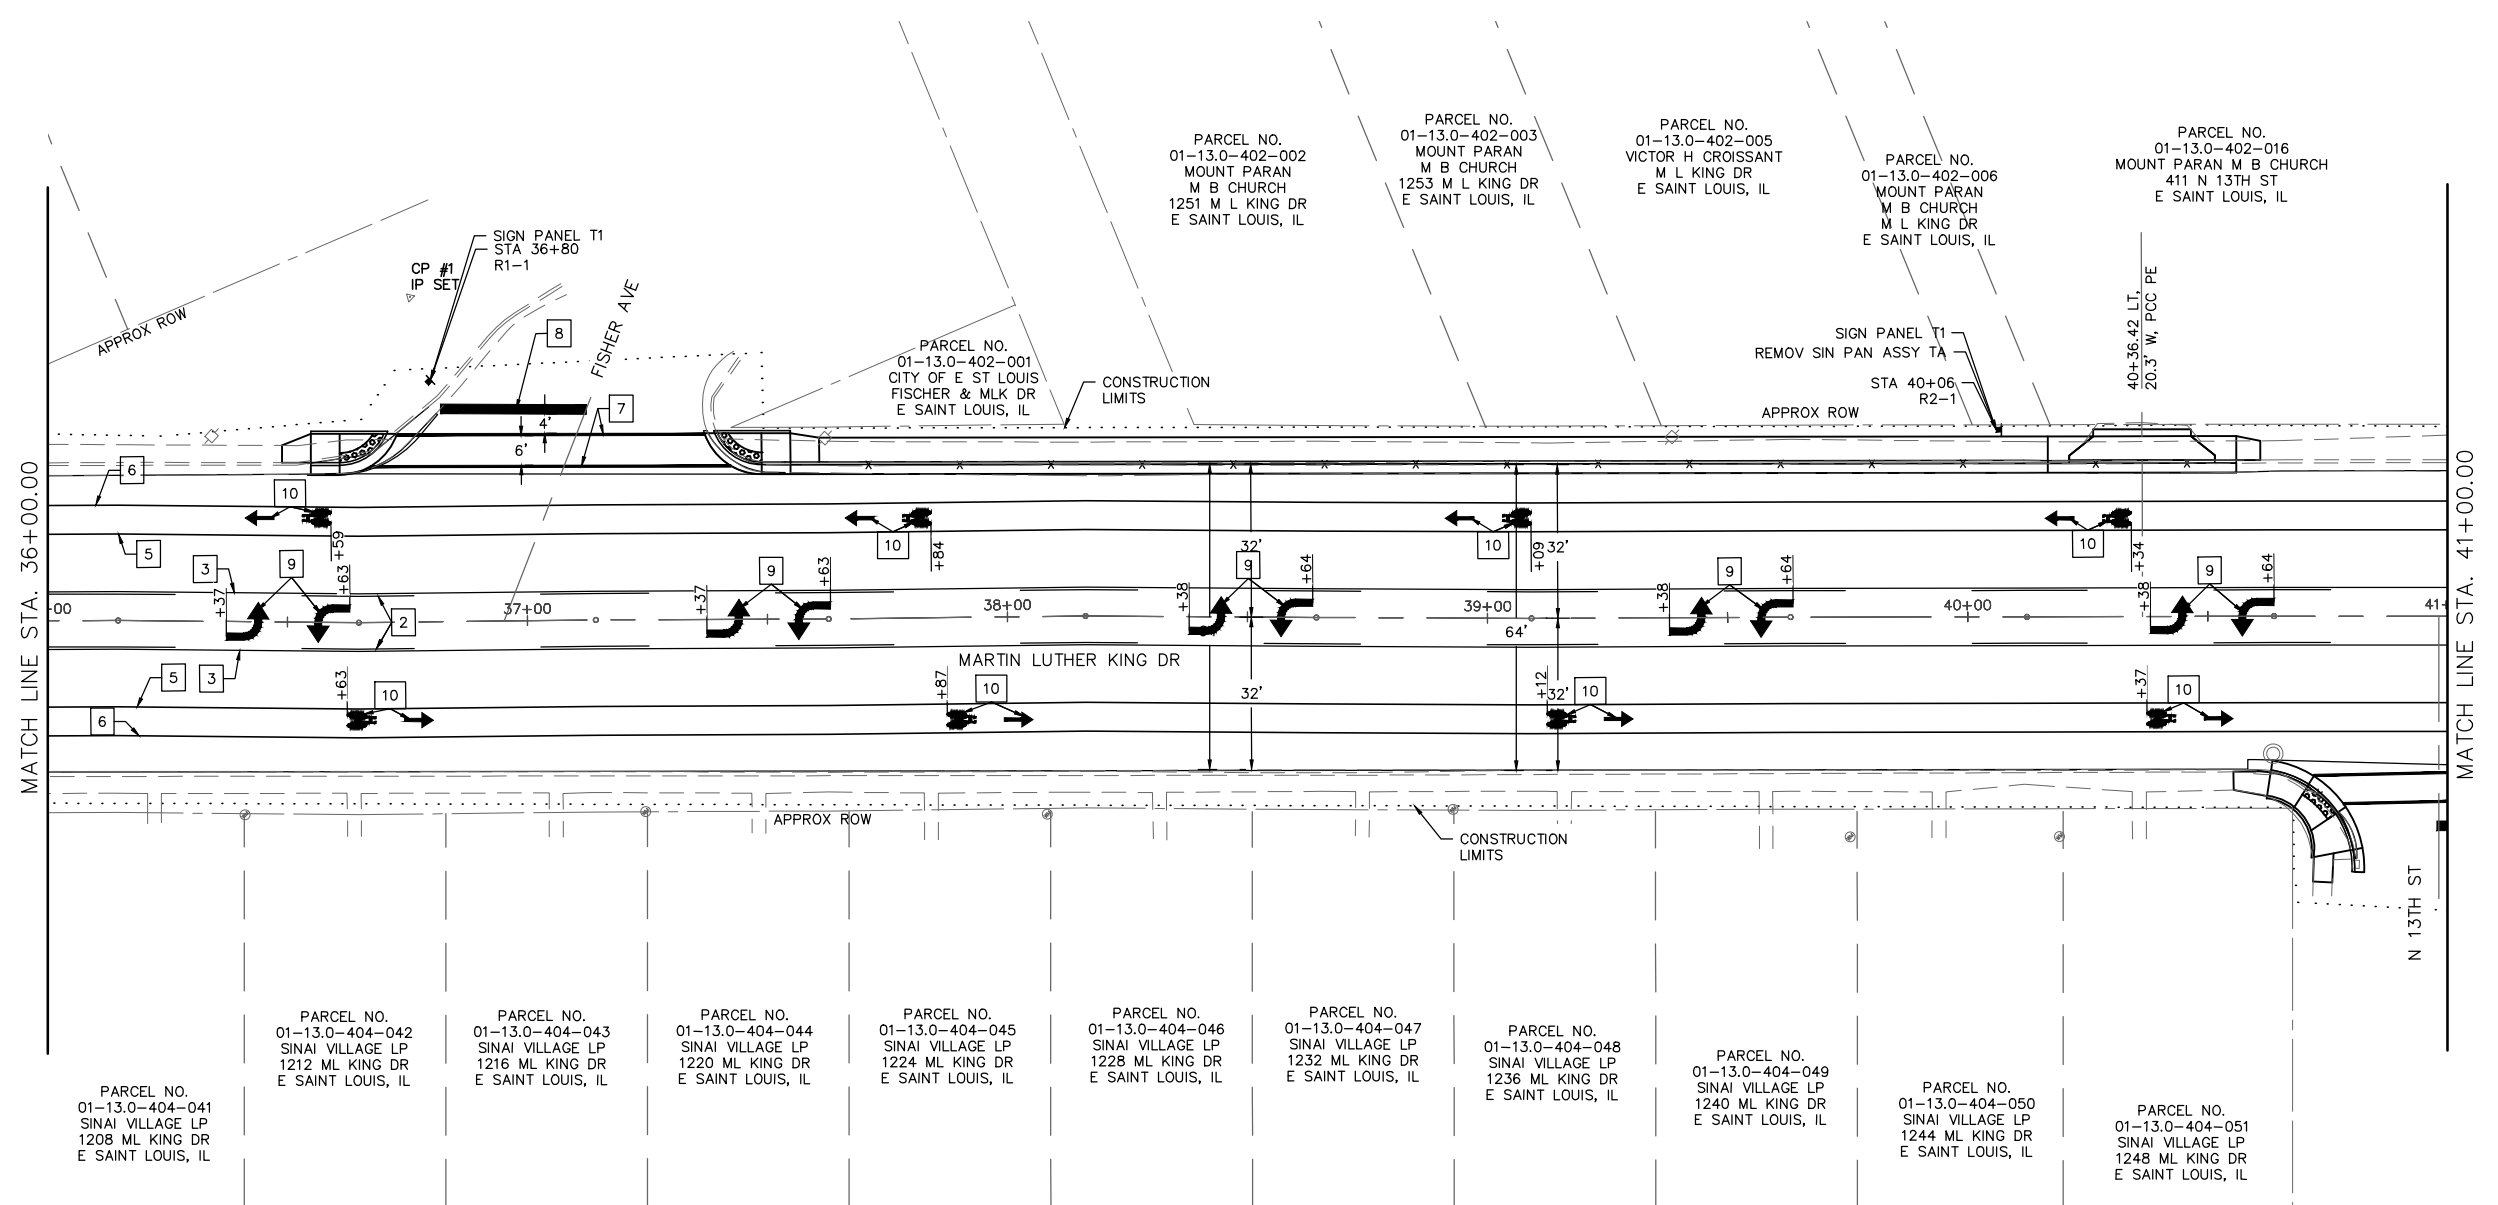 PARCEL NO.
01-13.0-402-002
MOUNT PARAN
M B CHURCH
1251 M L KING DR
E SAINT LOUIS, IL
PARCEL NO.
01-13.0-402-003
MOUNT PARAN
M B CHURCH
1253 M L KING DR
E SAINT LOUIS, IL
PARCEL NO.
01-13.0-402-005
VICTOR H CROISSANT
M L KING DR
E SAINT LOUIS, IL
PARCEL NO.
01-13.0-402-006
MOUNT PARAN
M B CHURCH
M L KING DR
E SAINT LOUIS, IL
PARCEL NO.
01-13.0-402-016
MOUNT PARAN M B CHURCH
411 N 13TH ST
E SAINT LOUIS, IL
SIGN PANEL T1
STA 36+80
R1-1
CP #1
IP SET
APPROX ROW
8
FISHER AVE
7
4'
6'
PARCEL NO.
01-13.0-402-001
CITY OF E ST LOUIS
FISCHER & MLK DR
E SAINT LOUIS, IL
CONSTRUCTION
LIMITS
SIGN PANEL T1
REMOV SIN PAN ASSY TA
STA 40+06
R2-1
APPROX ROW
40+36.42 LT,
20.3' W, PCC PE
MATCH LINE STA. 36+00.00
MATCH LINE STA. 41+00.00
6
10
10
10
10
5
+59
+84
+09
+34
32'
32'
3
9
9
9
9
9
+37
+63
+37
+63
+38
+64
+38
+64
+38
+64
+00
37+00
38+00
39+00
40+00
41+
2
64'
MARTIN LUTHER KING DR
5
3
6
+63
10
+87
10
32'
+12
32'
10
+37
10
APPROX ROW
CONSTRUCTION
LIMITS
N 13TH ST
PARCEL NO.
01-13.0-404-041
SINAI VILLAGE LP
1208 ML KING DR
E SAINT LOUIS, IL
PARCEL NO.
01-13.0-404-042
SINAI VILLAGE LP
1212 ML KING DR
E SAINT LOUIS, IL
PARCEL NO.
01-13.0-404-043
SINAI VILLAGE LP
1216 ML KING DR
E SAINT LOUIS, IL
PARCEL NO.
01-13.0-404-044
SINAI VILLAGE LP
1220 ML KING DR
E SAINT LOUIS, IL
PARCEL NO.
01-13.0-404-045
SINAI VILLAGE LP
1224 ML KING DR
E SAINT LOUIS, IL
PARCEL NO.
01-13.0-404-046
SINAI VILLAGE LP
1228 ML KING DR
E SAINT LOUIS, IL
PARCEL NO.
01-13.0-404-047
SINAI VILLAGE LP
1232 ML KING DR
E SAINT LOUIS, IL
PARCEL NO.
01-13.0-404-048
SINAI VILLAGE LP
1236 ML KING DR
E SAINT LOUIS, IL
PARCEL NO.
01-13.0-404-049
SINAI VILLAGE LP
1240 ML KING DR
E SAINT LOUIS, IL
PARCEL NO.
01-13.0-404-050
SINAI VILLAGE LP
1244 ML KING DR
E SAINT LOUIS, IL
PARCEL NO.
01-13.0-404-051
SINAI VILLAGE LP
1248 ML KING DR
E SAINT LOUIS, IL